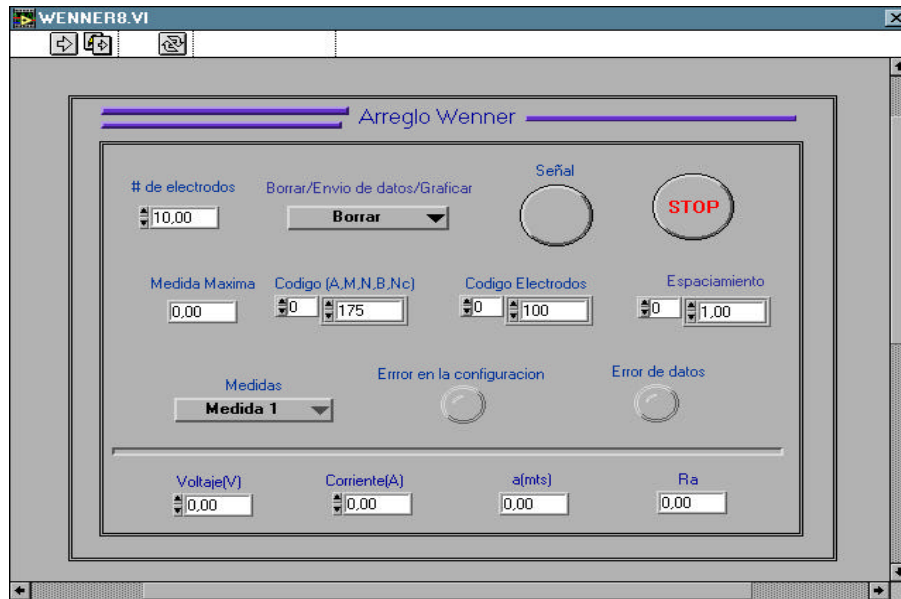 WENNER8.VI
Arreglo Wenner
# de electrodos
Borrar/Envio de datos/Graficar
Señal
10,00
Borrar
STOP
Medida Maxima
Codigo (A,M,N,B,Nc)
Codigo Electrodos
Espaciamiento
0,00
0
175
0
100
0
1,00
Medidas
Errror en la configuracion
Error de datos
Medida 1
Voltaje(V)
Corriente(A)
a(mts)
Ra
0,00
0,00
0,00
0,00